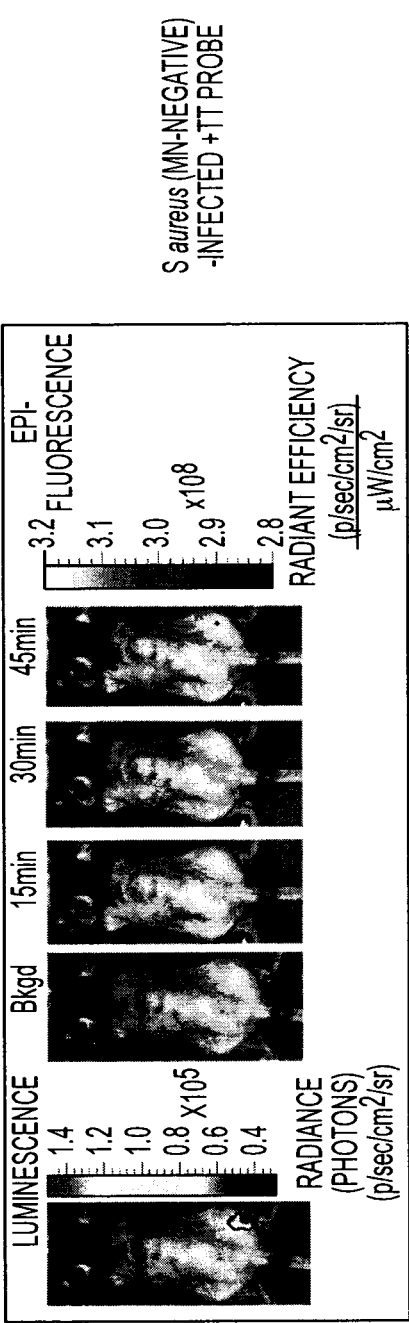 LUMINESCENCE
1.4
1.2
1.0
0.8
0.6
0.4
X10⁵
RADIANCE
(PHOTONS)
(p/sec/cm²/sr)
Bkgd
15min
30min
45min
EPI-
FLUORESCENCE
3.2
3.1
3.0
2.9
2.8
x10⁸
RADIANT EFFICIENCY
(p/sec/cm²/sr)
µW/cm²
S aureus (MN-NEGATIVE)
-INFECTED +TT PROBE